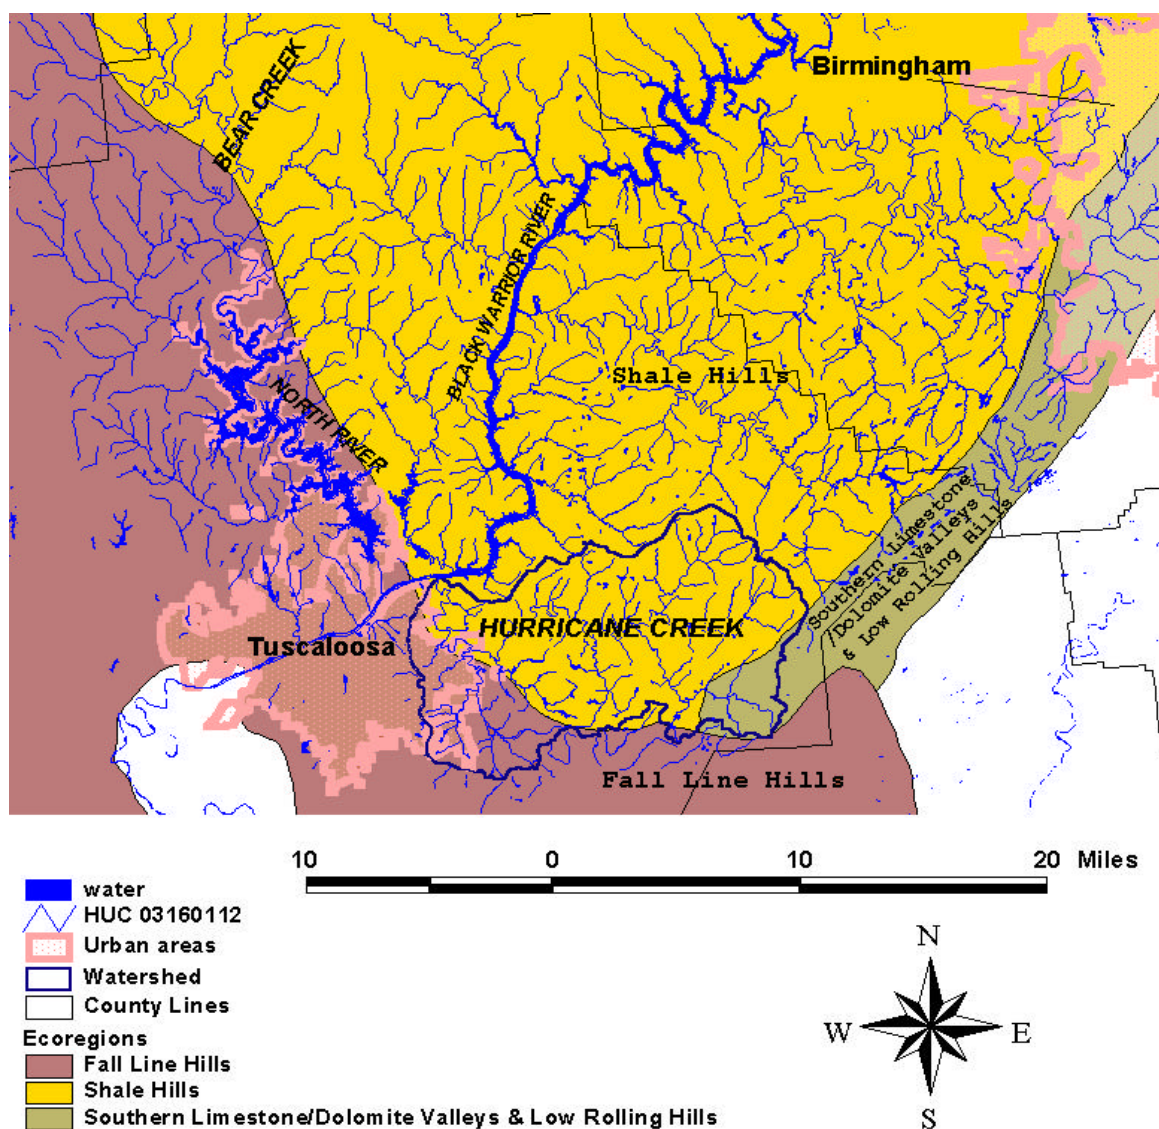 Birmingham
BEAR CREEK
BLACK WARRIOR RIVER
Shale Hills
NORTH RIVER
Southern Limestone
/Dolomite Valleys
& Low Rolling Hills
HURRICANE CREEK
Tuscaloosa
Fall Line Hills
10 0 10 20 Miles
water
HUC 03160112
Urban areas
Watershed
County Lines
Ecoregions
Fall Line Hills
Shale Hills
Southern Limestone/Dolomite Valleys & Low Rolling Hills
N
W E
S